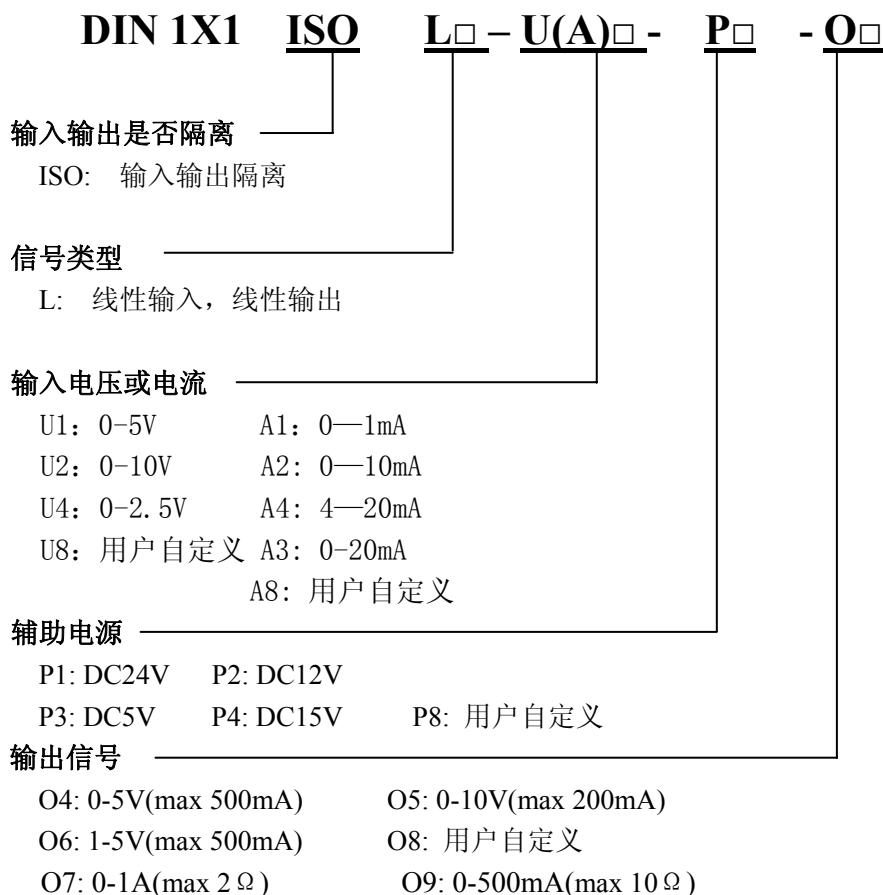 DIN 1X1 ISO L□ – U(A)□ - P□ - O□
输入输出是否隔离
ISO: 输入输出隔离
信号类型
L: 线性输入，线性输出
输入电压或电流
U1：0-5V A1：0—1mA
U2：0-10V A2：0—10mA
U4：0-2.5V A4：4—20mA
U8：用户自定义 A3：0-20mA
A8：用户自定义
辅助电源
P1: DC24V P2: DC12V
P3: DC5V P4: DC15V P8: 用户自定义
输出信号
O4: 0-5V(max 500mA) O5: 0-10V(max 200mA)
O6: 1-5V(max 500mA) O8: 用户自定义
O7: 0-1A(max 2Ω) O9: 0-500mA(max 10Ω)